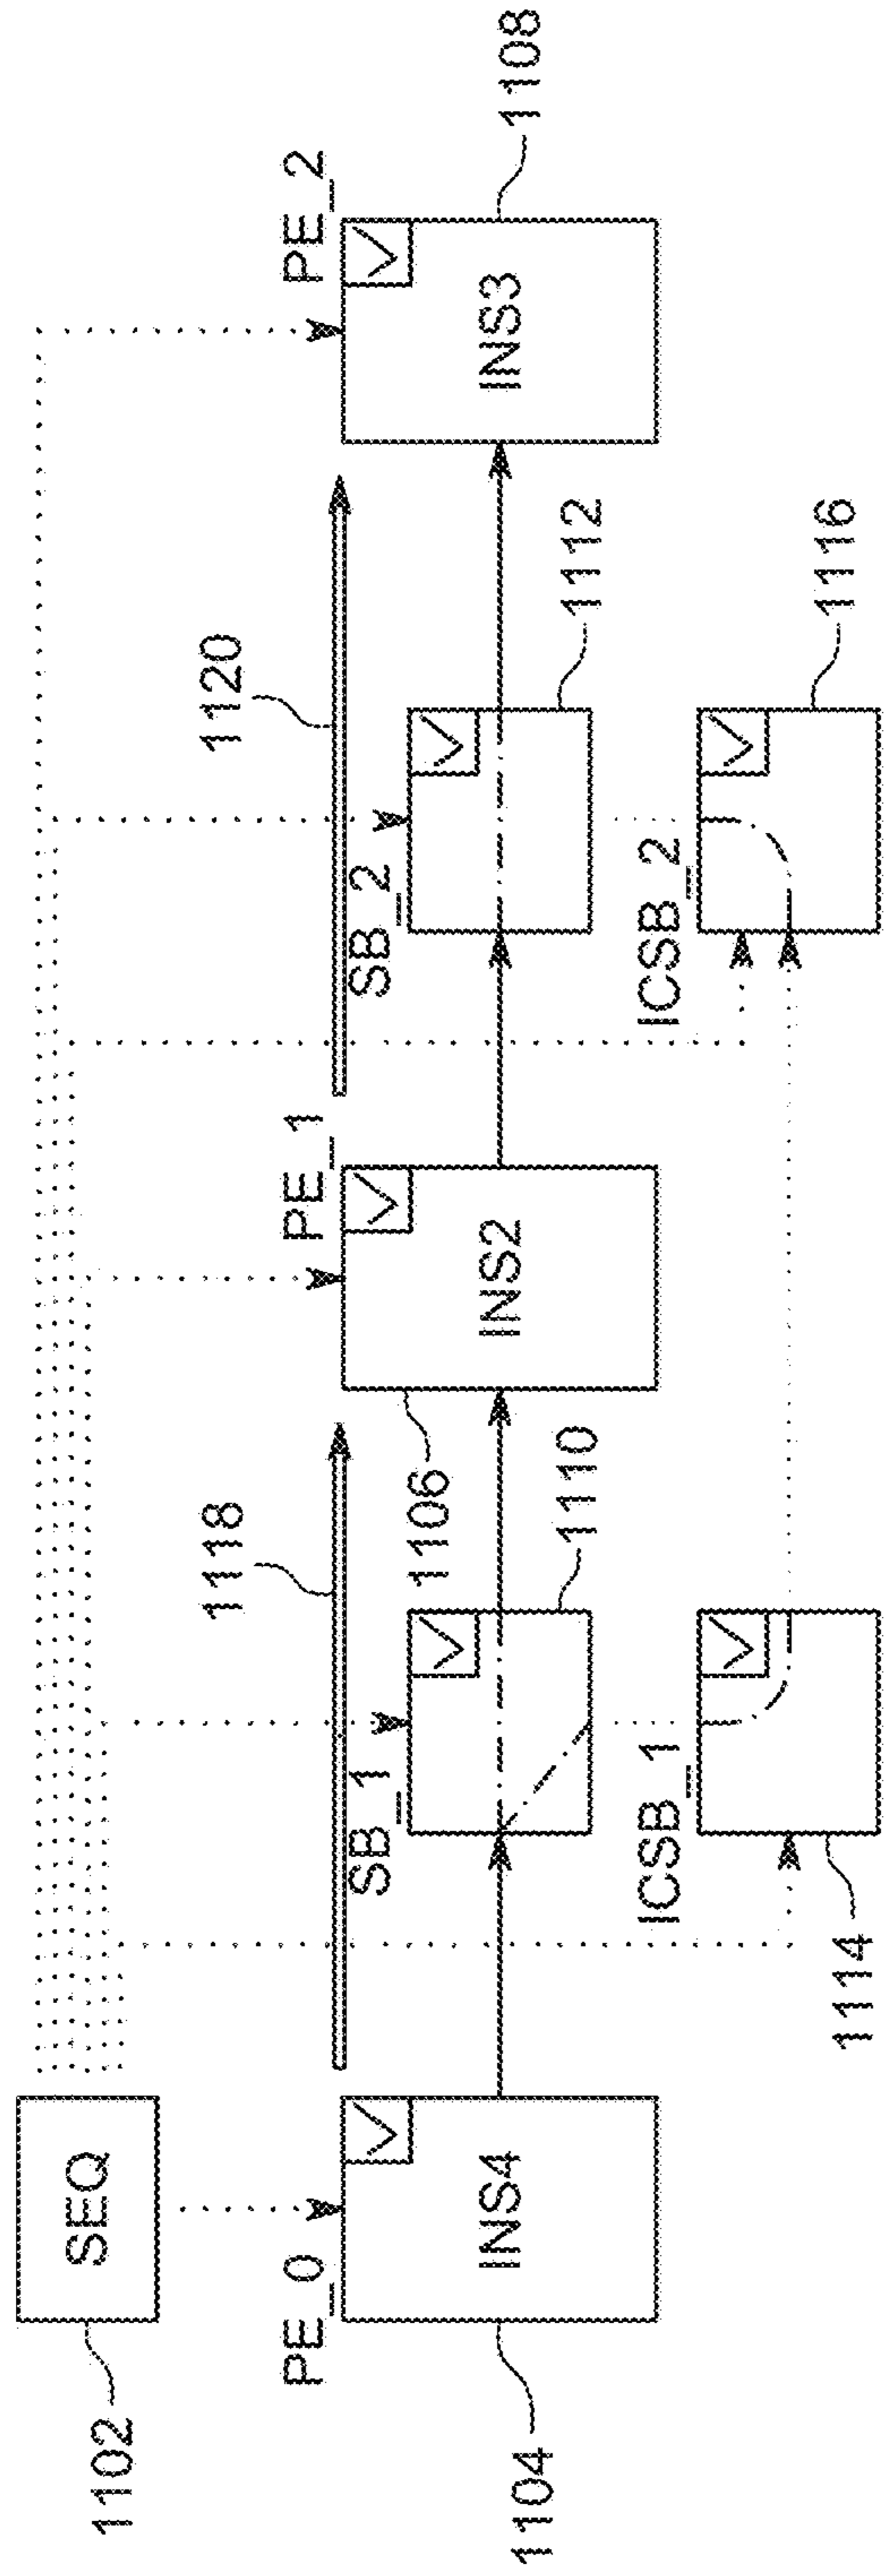 1102
SEQ
PE_0
INS4
1104
1118
SB_1
1110
ICSB_1
1114
PE_1
INS2
1106
1120
SB_2
1112
ICSB_2
1116
PE_2
INS3
1108